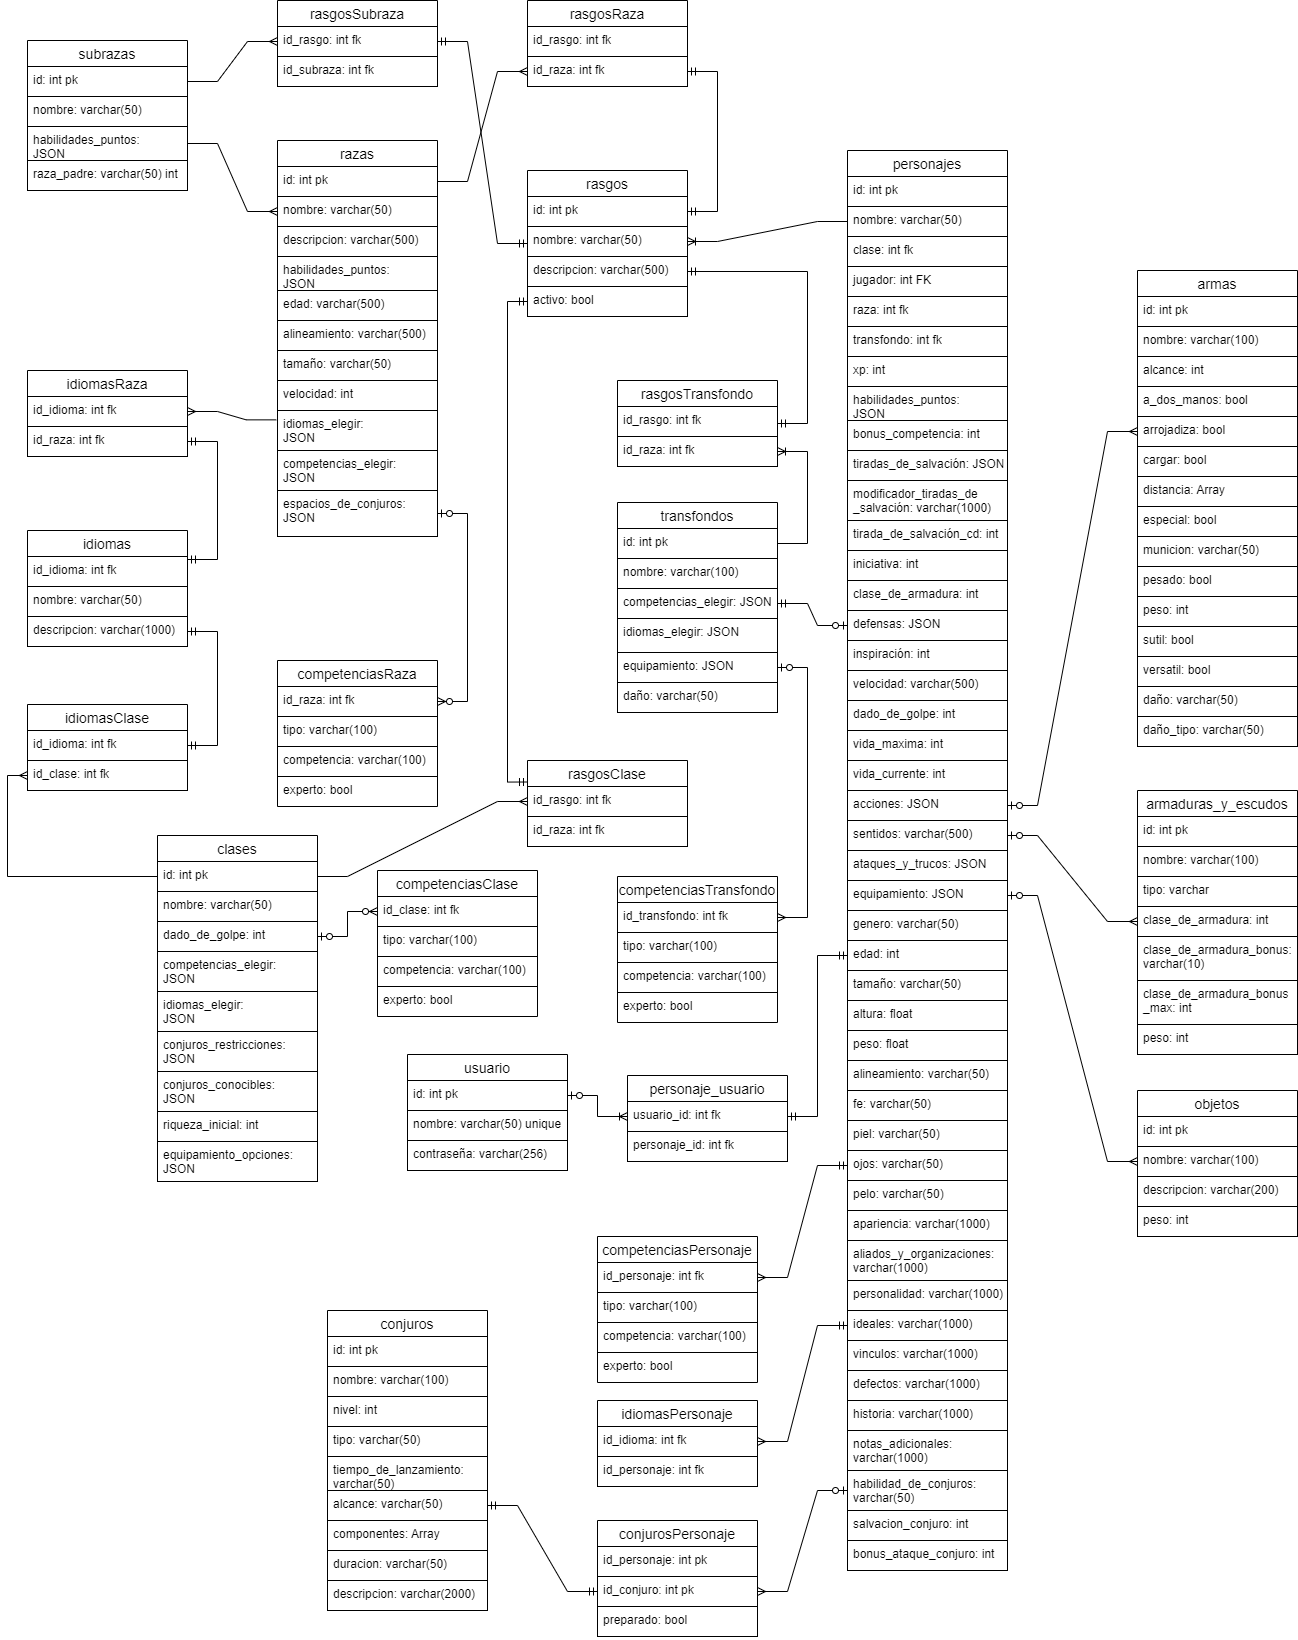 rasgosSubraza
id_rasgo: int fk
id_subraza: int fk
rasgosRaza
id_rasgo: int fk
id_raza: int fk
subrazas
id: int pk
nombre: varchar(50)
habilidades_puntos:
JSON
raza_padre: varchar(50) int
razas
id: int pk
nombre: varchar(50)
descripcion: varchar(500)
habilidades_puntos:
JSON
edad: varchar(500)
alineamiento: varchar(500)
tamaño: varchar(50)
velocidad: int
idiomas_elegir:
JSON
competencias_elegir:
JSON
espacios_de_conjuros:
JSON
rasgos
id: int pk
nombre: varchar(50)
descripcion: varchar(500)
activo: bool
personajes
id: int pk
nombre: varchar(50)
clase: int fk
jugador: int FK
raza: int fk
transfondo: int fk
xp: int
habilidades_puntos:
JSON
bonus_competencia: int
tiradas_de_salvación: JSON
modificador_tiradas_de
_salvación: varchar(1000)
tirada_de_salvación_cd: int
iniciativa: int
clase_de_armadura: int
defensas: JSON
inspiración: int
velocidad: varchar(500)
dado_de_golpe: int
vida_maxima: int
vida_currente: int
acciones: JSON
sentidos: varchar(500)
ataques_y_trucos: JSON
equipamiento: JSON
genero: varchar(50)
edad: int
tamaño: varchar(50)
altura: float
peso: float
alineamiento: varchar(50)
fe: varchar(50)
piel: varchar(50)
ojos: varchar(50)
pelo: varchar(50)
apariencia: varchar(1000)
aliados_y_organizaciones:
varchar(1000)
personalidad: varchar(1000)
ideales: varchar(1000)
vinculos: varchar(1000)
defectos: varchar(1000)
historia: varchar(1000)
notas_adicionales:
varchar(1000)
habilidad_de_conjuros:
varchar(50)
salvacion_conjuro: int
bonus_ataque_conjuro: int
armas
id: int pk
nombre: varchar(100)
alcance: int
a_dos_manos: bool
arrojadiza: bool
cargar: bool
distancia: Array
especial: bool
municion: varchar(50)
pesado: bool
peso: int
sutil: bool
versatil: bool
daño: varchar(50)
daño_tipo: varchar(50)
idiomasRaza
id_idioma: int fk
id_raza: int fk
rasgosTransfondo
id_rasgo: int fk
id_raza: int fk
transfondos
id: int pk
nombre: varchar(100)
competencias_elegir: JSON
idiomas_elegir: JSON
equipamiento: JSON
daño: varchar(50)
idiomas
id_idioma: int fk
nombre: varchar(50)
descripcion: varchar(1000)
competenciasRaza
id_raza: int fk
tipo: varchar(100)
competencia: varchar(100)
experto: bool
idiomasClase
id_idioma: int fk
id_clase: int fk
rasgosClase
id_rasgo: int fk
id_raza: int fk
armaduras_y_escudos
id: int pk
nombre: varchar(100)
tipo: varchar
clase_de_armadura: int
clase_de_armadura_bonus:
varchar(10)
clase_de_armadura_bonus
_max: int
peso: int
clases
id: int pk
nombre: varchar(50)
dado_de_golpe: int
competencias_elegir:
JSON
idiomas_elegir:
JSON
conjuros_restricciones:
JSON
conjuros_conocibles:
JSON
riqueza_inicial: int
equipamiento_opciones:
JSON
competenciasClase
id_clase: int fk
tipo: varchar(100)
competencia: varchar(100)
experto: bool
competenciasTransfondo
id_transfondo: int fk
tipo: varchar(100)
competencia: varchar(100)
experto: bool
usuario
id: int pk
nombre: varchar(50) unique
contraseña: varchar(256)
personaje_usuario
usuario_id: int fk
personaje_id: int fk
objetos
id: int pk
nombre: varchar(100)
descripcion: varchar(200)
peso: int
competenciasPersonaje
id_personaje: int fk
tipo: varchar(100)
competencia: varchar(100)
experto: bool
conjuros
id: int pk
nombre: varchar(100)
nivel: int
tipo: varchar(50)
tiempo_de_lanzamiento:
varchar(50)
alcance: varchar(50)
componentes: Array
duracion: varchar(50)
descripcion: varchar(2000)
idiomasPersonaje
id_idioma: int fk
id_personaje: int fk
conjurosPersonaje
id_personaje: int pk
id_conjuro: int pk
preparado: bool